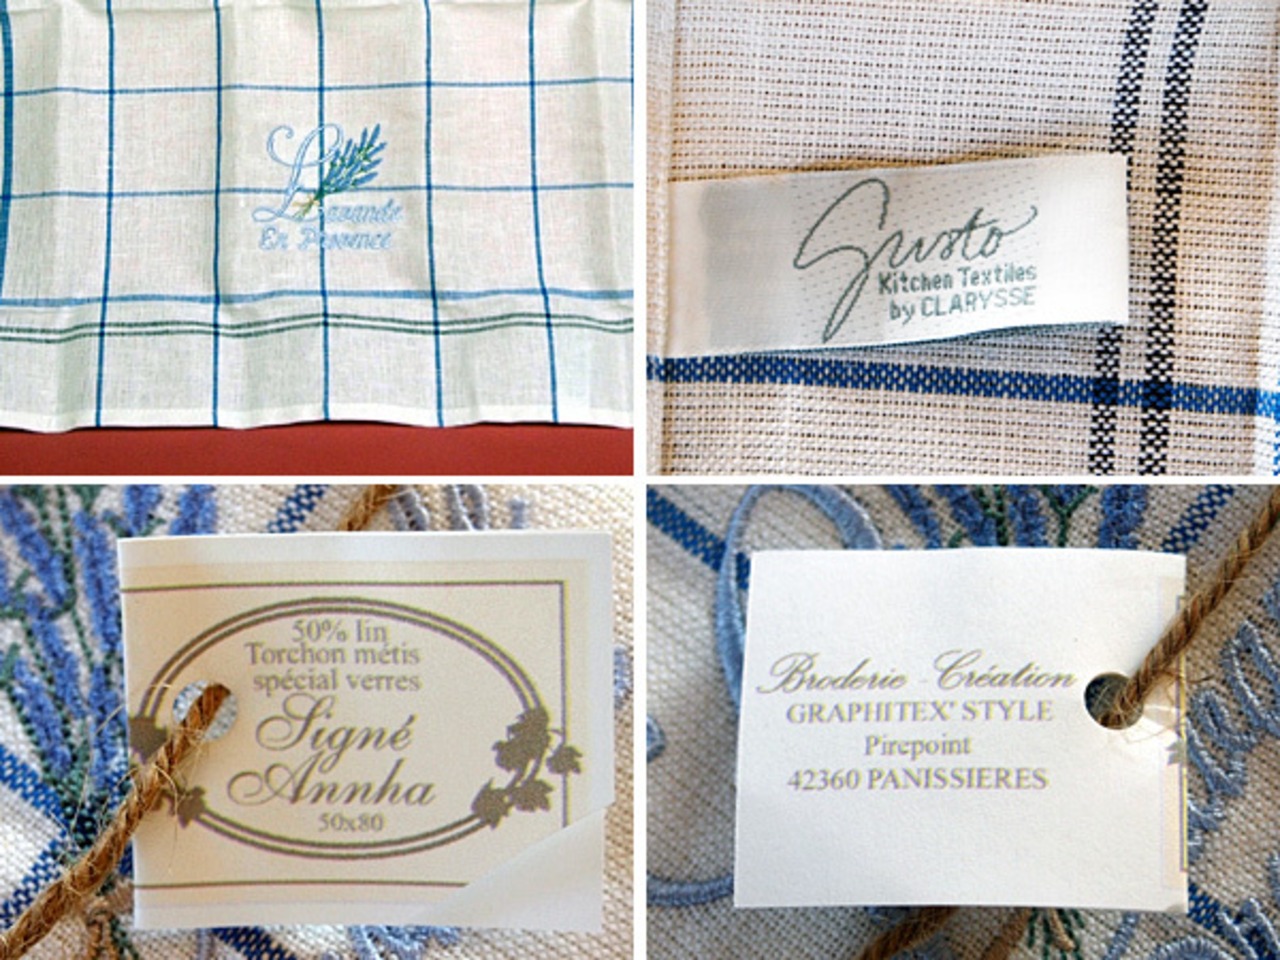 Lavande
En Provence
Gusto
Kitchen Textiles
by CLARYSSE
50% lin
Torchon métis
spécial verres
Signé
Annha
50x80
Broderie - Création
GRAPHITEX' STYLE
Pirepoint
42360 PANISSIERES